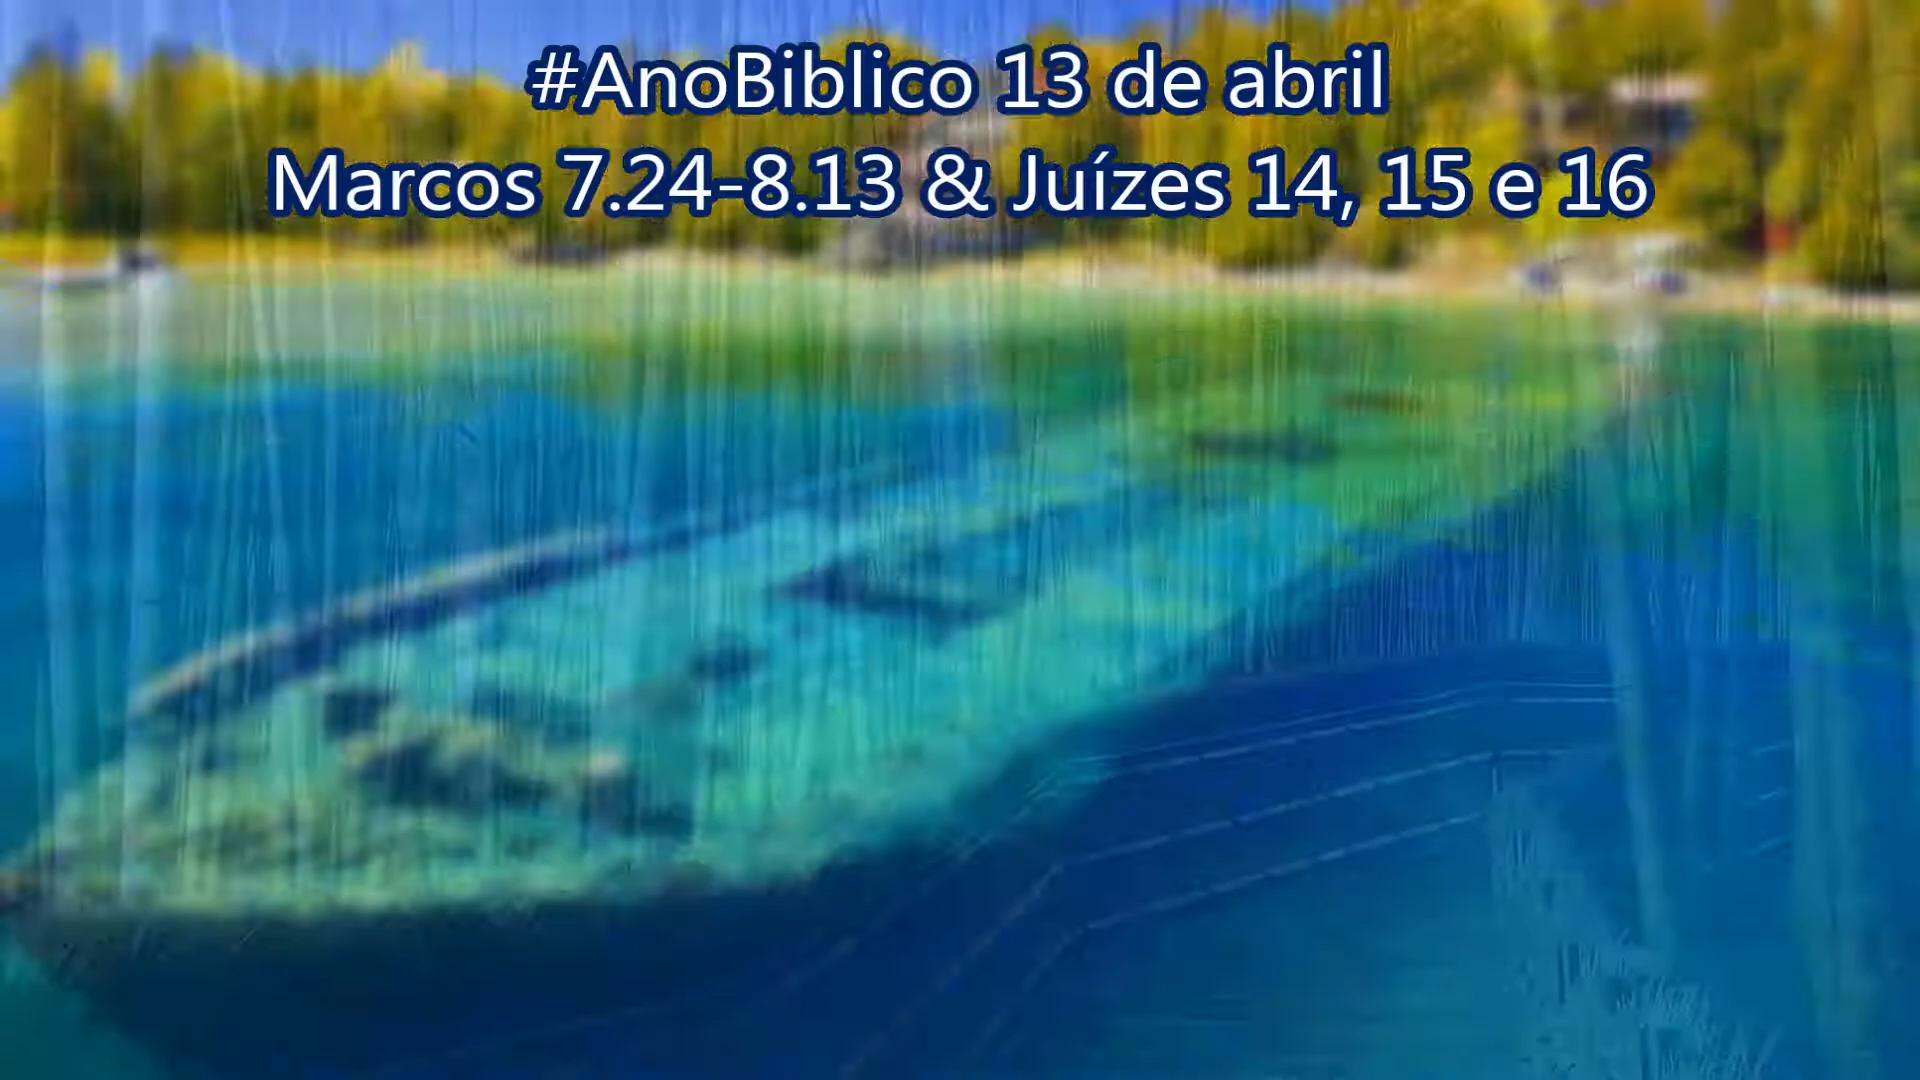 #AnoBiblico 13 de abril
Marcos 7.24-8.13 & Juízes 14, 15 e 16